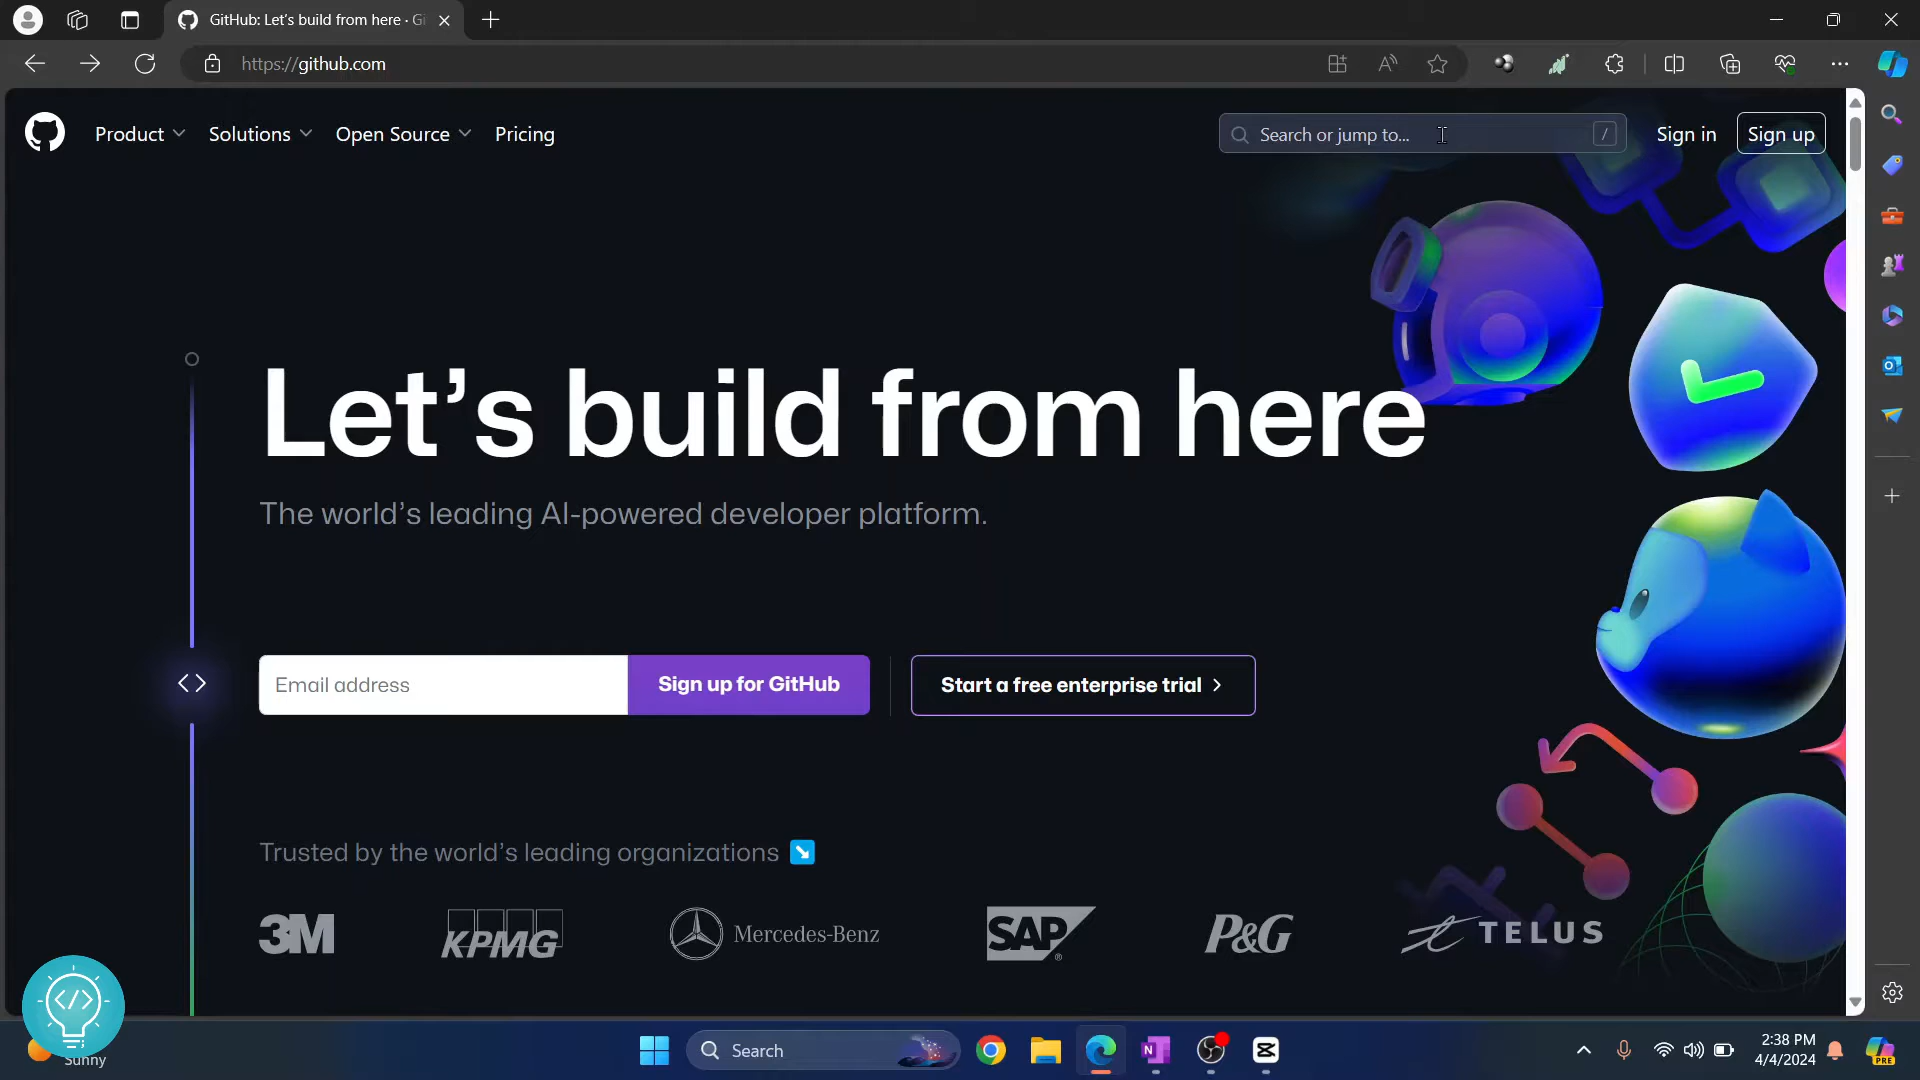 GitHub: Let's build from here · Gi
https://github.com
Product
Solutions
Open Source
Pricing
Search or jump to...
/
Sign in
Sign up
Let's build from here
The world's leading AI-powered developer platform.
Email address
Sign up for GitHub
Start a free enterprise trial
Trusted by the world's leading organizations
3M
KPMG
Mercedes-Benz
SAP
P&G
TELUS
Sunny
Search
2:38 PM
4/4/2024
PRE